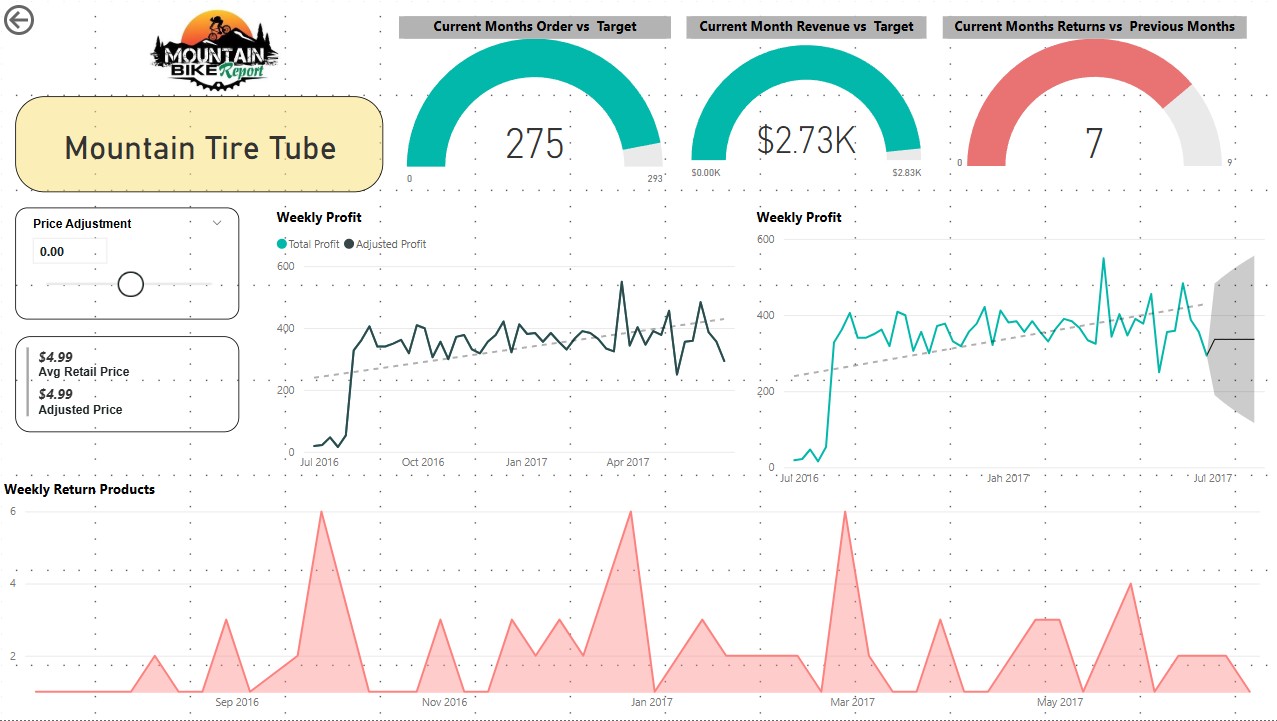 MOUNTAIN
BIKE Report
Mountain Tire Tube
Current Months Order vs Target
275
0
293
Current Month Revenue vs Target
$2.73K
$0.00K
$2.83K
Current Months Returns vs Previous Months
7
0
9
Price Adjustment
0.00
$4.99
Avg Retail Price
$4.99
Adjusted Price
Weekly Profit
Total Profit Adjusted Profit
600
400
200
0
Jul 2016 Oct 2016 Jan 2017 Apr 2017
Weekly Profit
600
400
200
0
Jul 2016 Jan 2017 Jul 2017
Weekly Return Products
6
4
2
Sep 2016 Nov 2016 Jan 2017 Mar 2017 May 2017